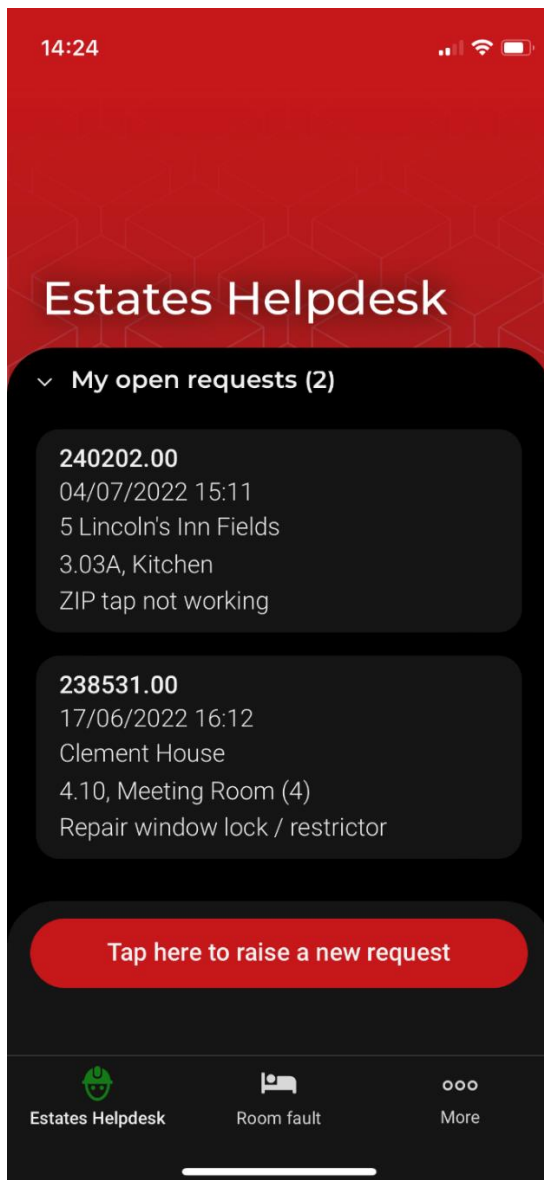 14:24
Estates Helpdesk
My open requests (2)
240202.00
04/07/2022 15:11
5 Lincoln's Inn Fields
3.03A, Kitchen
ZIP tap not working
238531.00
17/06/2022 16:12
Clement House
4.10, Meeting Room (4)
Repair window lock / restrictor
Tap here to raise a new request
Estates Helpdesk
Room fault
More